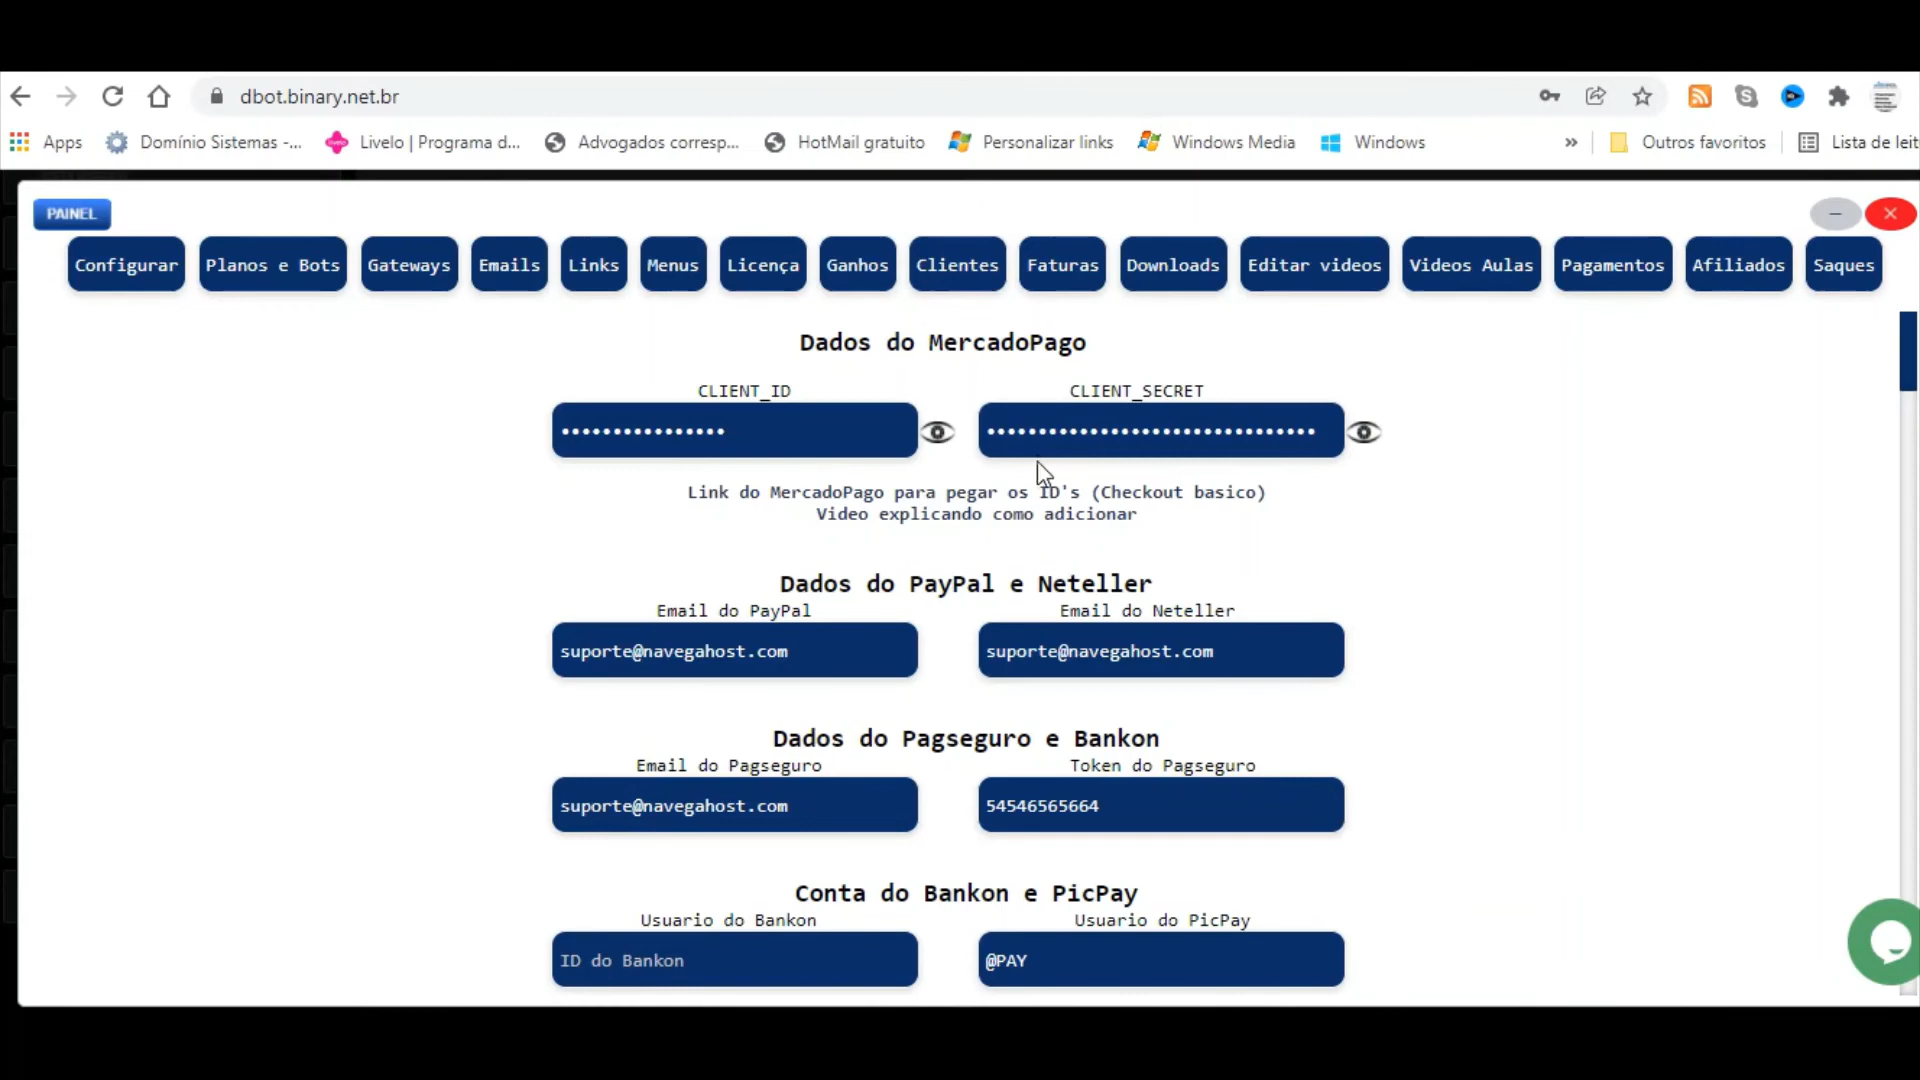 dbot.binary.net.br
Apps
Domínio Sistemas -...
Livelo | Programa d...
Advogados corresp...
HotMail gratuito
Personalizar links
Windows Media
Windows
»
Outros favoritos
Lista de leit
PAINEL
Configurar
Planos e Bots
Gateways
Emails
Links
Menus
Licença
Ganhos
Clientes
Faturas
Downloads
Editar videos
Videos Aulas
Pagamentos
Afiliados
Saques
Dados do MercadoPago
CLIENT_ID
CLIENT_SECRET
••••••••••••••••
••••••••••••••••••••••••••••••••
Link do MercadoPago para pegar os ID's (Checkout basico)
Video explicando como adicionar
Dados do PayPal e Neteller
Email do PayPal
Email do Neteller
suporte@navegahost.com
suporte@navegahost.com
Dados do Pagseguro e Bankon
Email do Pagseguro
Token do Pagseguro
suporte@navegahost.com
54546565664
Conta do Bankon e PicPay
Usuario do Bankon
Usuario do PicPay
ID do Bankon
@PAY